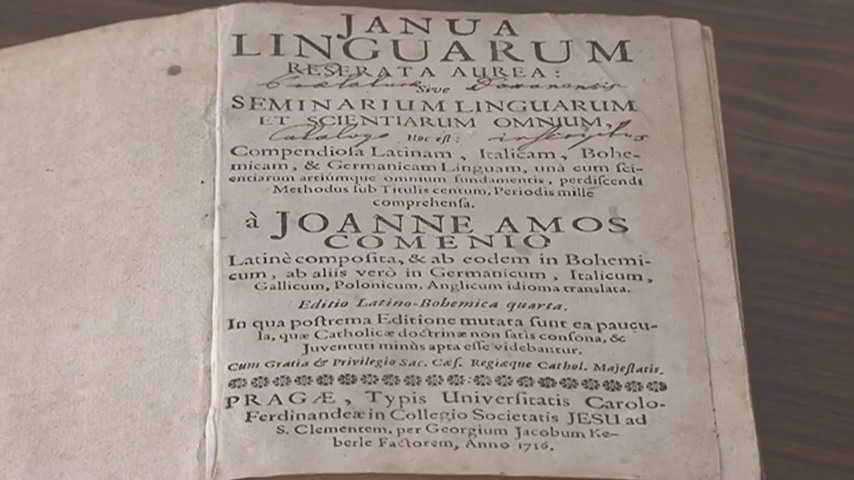 JANUA
LINGUARUM
RESERATA AUREA:
Sive
SEMINARIUM LINGUARUM
ET SCIENTIARUM OMNIUM,
Catalogo Hoc eſt: inscriptus
Compendioſa Latinam, Italicam, Bohe-
micam, & Germanicam Linguam, unà cum ſci-
entiarum artiúmque omnium fundamentis, perdiſcendi
Methodus ſub Titulis centum, Periodis mille
comprehenſa.
à JOANNE AMOS
COMENIO
Latinè compoſita, & ab eodem in Bohemi-
cum, ab aliis verò in Germanicum, Italicum,
Gallicum, Polonicum, Anglicum idioma translata.
Editio Latino-Bohemica quarta.
In qua poſtrema Editione mutata ſunt ea paucu-
la, quæ Catholicæ doctrinæ non ſatis conſona, &
Juventuti minùs apta eſſe videbantur.
Cum Gratia & Privilegio Sac. Cæſ. Regiæque Cathol. Majeſtatis.
PRAGÆ, Typis Univerſitatis Carolo-
Ferdinandeæ in Collegio Societatis JESU ad
S. Clementem, per Georgium Jacobum Ke-
berle Factorem, Anno 1716.